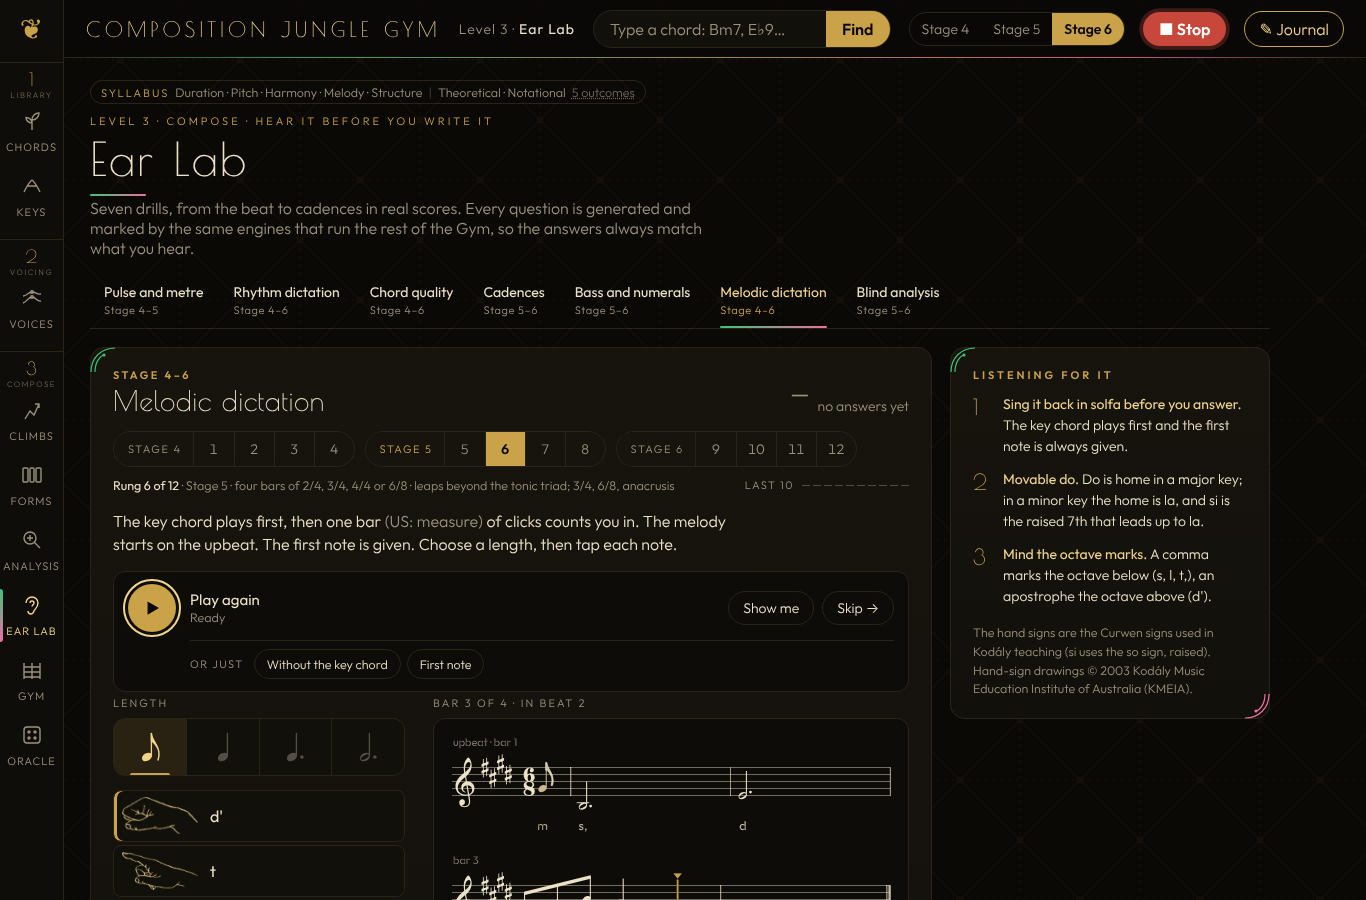 COMPOSITION JUNGLE GYM
Level 3 · Ear Lab
Type a chord: Bm7, E♭9...
Find
Stage 4
Stage 5
Stage 6
Stop
✎ Journal
1
LIBRARY
CHORDS
KEYS
2
VOICING
VOICES
3
COMPOSE
CLIMBS
FORMS
ANALYSIS
EAR LAB
GYM
ORACLE
SYLLABUS Duration · Pitch · Harmony · Melody · Structure | Theoretical · Notational 5 outcomes
LEVEL 3 · COMPOSE · HEAR IT BEFORE YOU WRITE IT
Ear Lab
Seven drills, from the beat to cadences in real scores. Every question is generated and
marked by the same engines that run the rest of the Gym, so the answers always match
what you hear.
Pulse and metre
Stage 4–5
Rhythm dictation
Stage 4–6
Chord quality
Stage 4–6
Cadences
Stage 5–6
Bass and numerals
Stage 5–6
Melodic dictation
Stage 4–6
Blind analysis
Stage 5–6
STAGE 4–6
Melodic dictation
— no answers yet
STAGE 4 1 2 3 4
STAGE 5 5 6 7 8
STAGE 6 9 10 11 12
Rung 6 of 12 · Stage 5 · four bars of 2/4, 3/4, 4/4 or 6/8 · leaps beyond the tonic triad; 3/4, 6/8, anacrusis
LAST 10
The key chord plays first, then one bar (US: measure) of clicks counts you in. The melody
starts on the upbeat. The first note is given. Choose a length, then tap each note.
Play again
Ready
Show me
Skip →
OR JUST
Without the key chord
First note
LENGTH
d'
t
BAR 3 OF 4 · IN BEAT 2
upbeat · bar 1
6
8
m s, d
bar 3
LISTENING FOR IT
1 Sing it back in solfa before you answer.
The key chord plays first and the first
note is always given.
2 Movable do. Do is home in a major key;
in a minor key the home is la, and si is
the raised 7th that leads up to la.
3 Mind the octave marks. A comma
marks the octave below (s, l, t,), an
apostrophe the octave above (d').
The hand signs are the Curwen signs used in
Kodály teaching (si uses the so sign, raised).
Hand-sign drawings © 2003 Kodály Music
Education Institute of Australia (KMEIA).